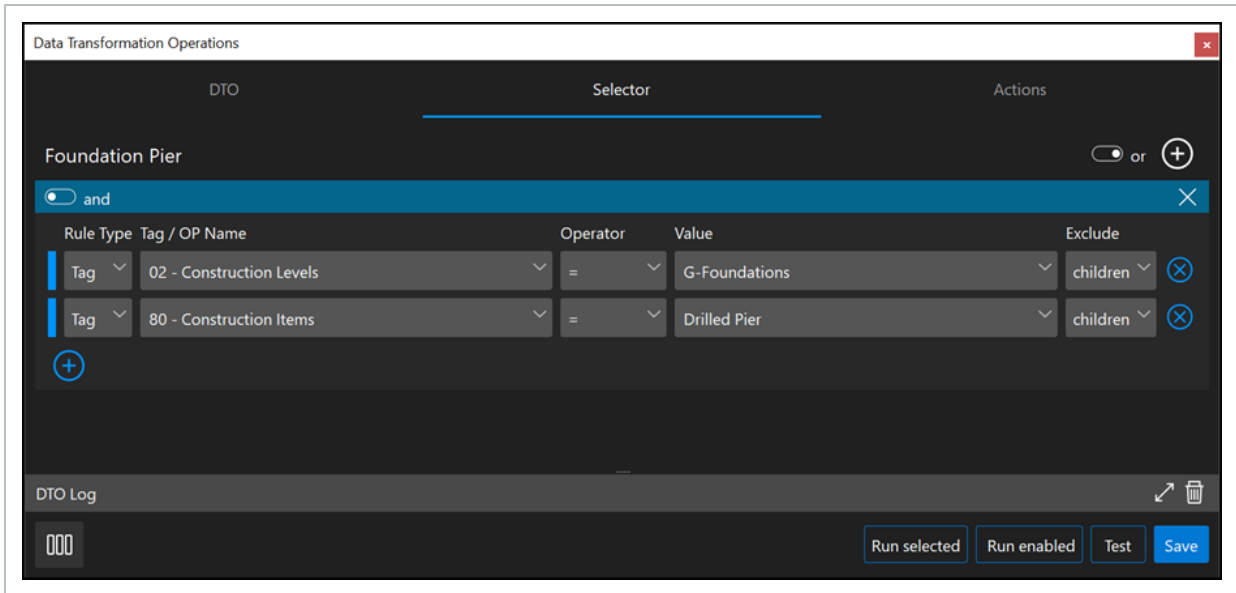 Data Transformation Operations
DTO Selector Actions
Foundation Pier or
and
Rule Type Tag / OP Name Operator Value Exclude
Tag 02 - Construction Levels = G-Foundations children
Tag 80 - Construction Items = Drilled Pier children
DTO Log
Run selected Run enabled Test Save